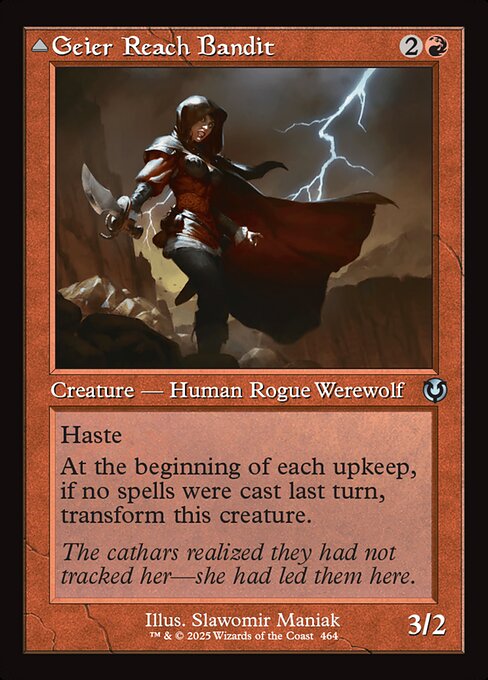 Geier Reach Bandit 2
Creature — Human Rogue Werewolf
Haste
At the beginning of each upkeep,
if no spells were cast last turn,
transform this creature.
The cathars realized they had not
tracked her—she had led them here.
Illus. Slawomir Maniak
™ & © 2025 Wizards of the Coast 464
3/2